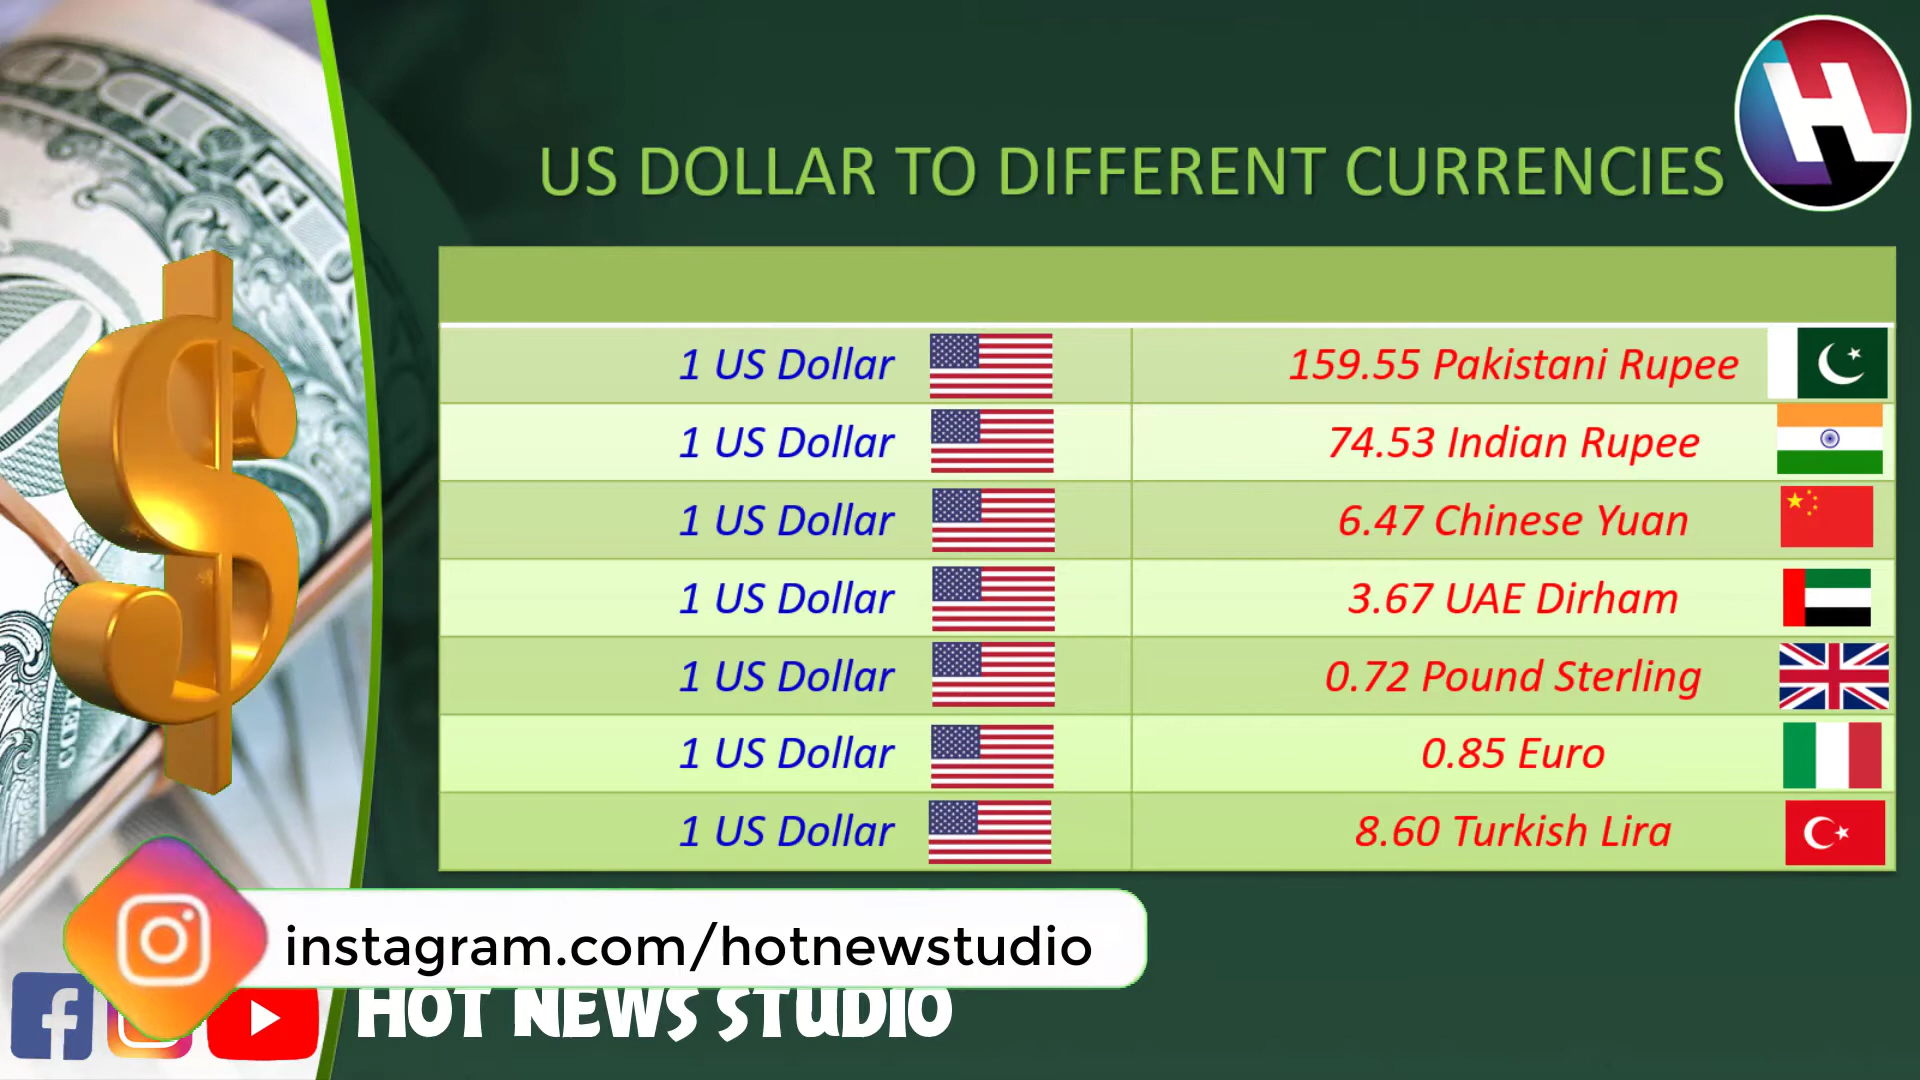 US DOLLAR TO DIFFERENT CURRENCIES
1 US Dollar 159.55 Pakistani Rupee
1 US Dollar 74.53 Indian Rupee
1 US Dollar 6.47 Chinese Yuan
1 US Dollar 3.67 UAE Dirham
1 US Dollar 0.72 Pound Sterling
1 US Dollar 0.85 Euro
1 US Dollar 8.60 Turkish Lira
instagram.com/hotnewstudio
HOT NEWS STUDIO